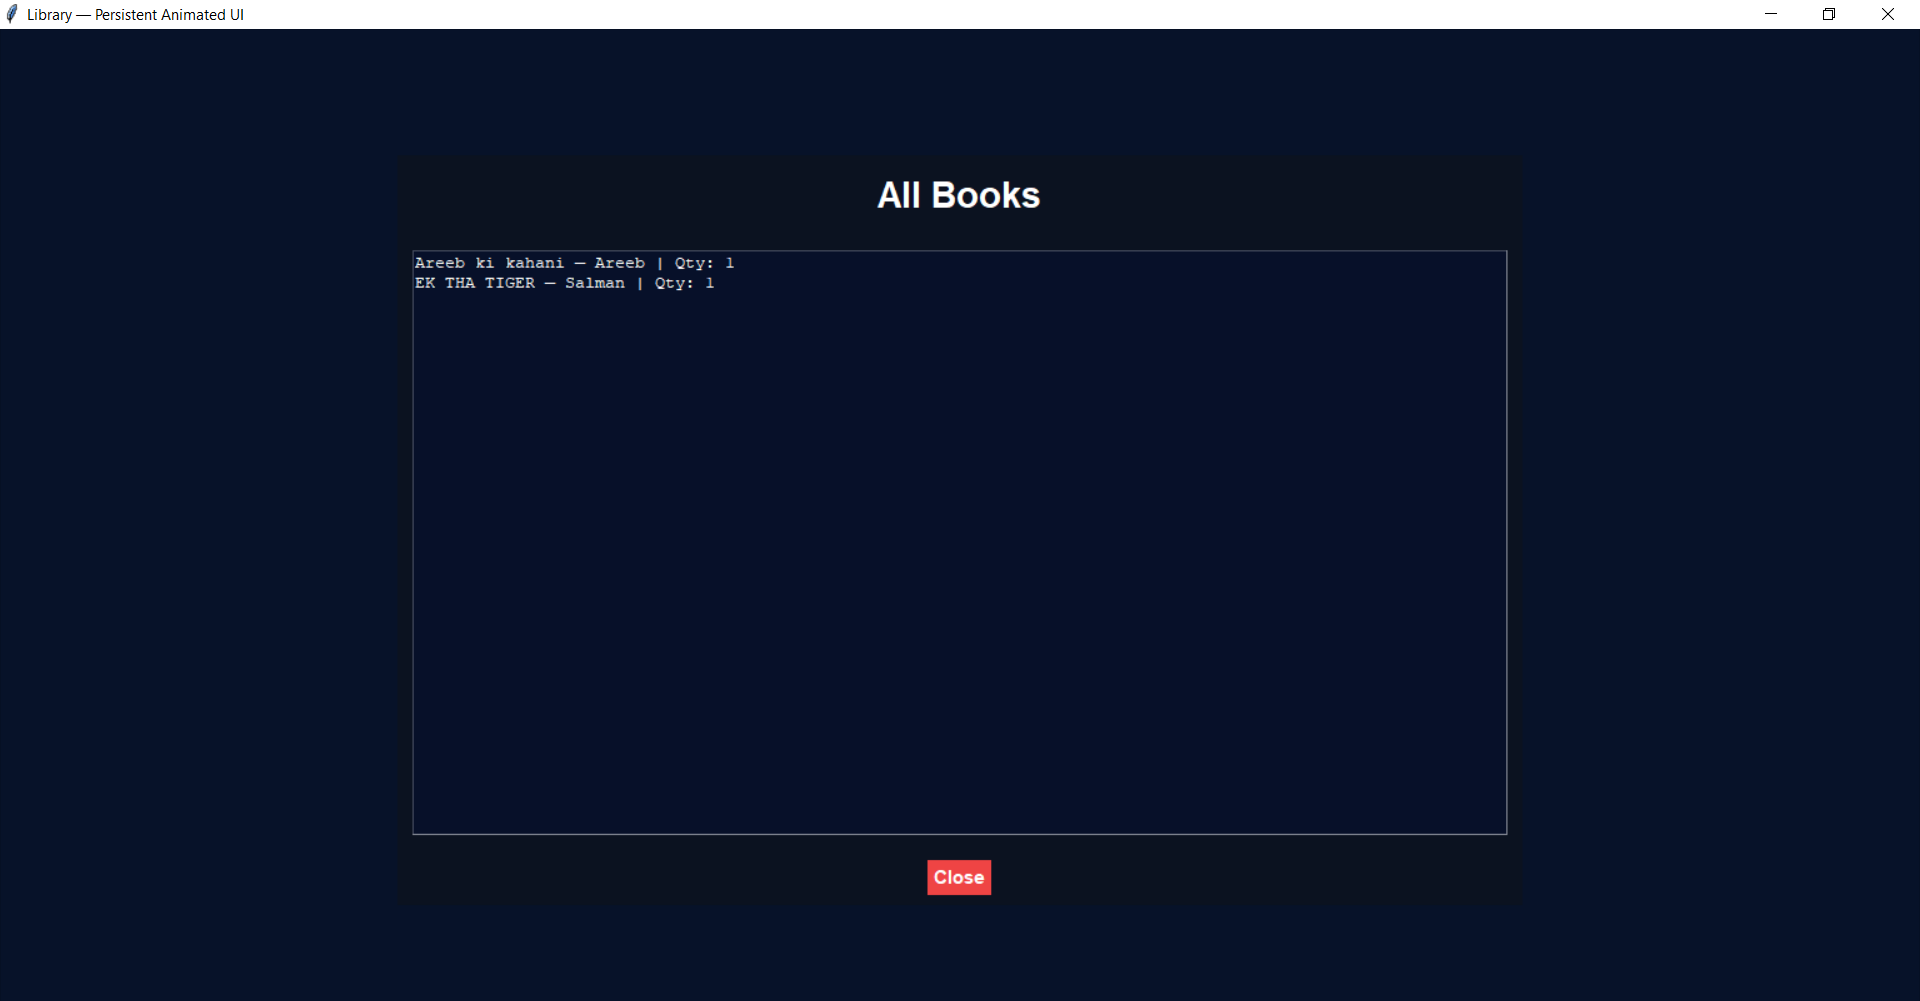 Library — Persistent Animated UI
All Books
Areeb ki kahani — Areeb | Qty: 1
EK THA TIGER — Salman | Qty: 1
Close